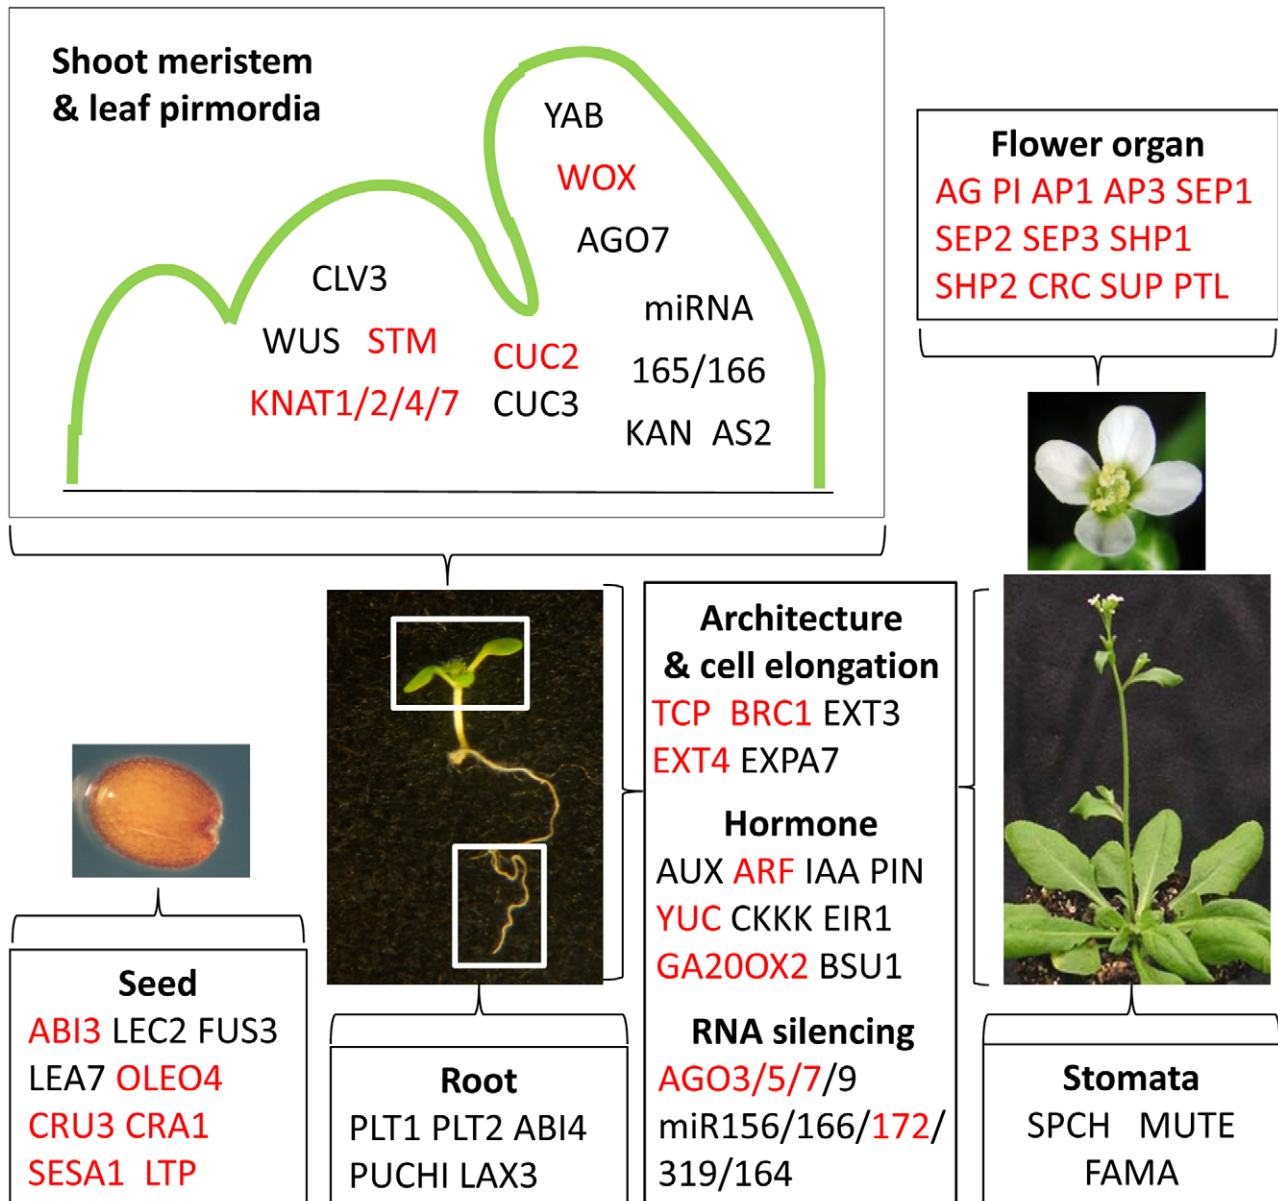 Shoot meristem
& leaf pirmordia
YAB
WOX
AGO7
CLV3
WUS STM
KNAT1/2/4/7
CUC2
CUC3
miRNA
165/166
KAN AS2
Flower organ
AG PI AP1 AP3 SEP1
SEP2 SEP3 SHP1
SHP2 CRC SUP PTL
Architecture
& cell elongation
TCP BRC1 EXT3
EXT4 EXPA7
Hormone
AUX ARF IAA PIN
YUC CKKK EIR1
GA20OX2 BSU1
RNA silencing
AGO3/5/7/9
miR156/166/172/
319/164
Seed
ABI3 LEC2 FUS3
LEA7 OLEO4
CRU3 CRA1
SESA1 LTP
Root
PLT1 PLT2 ABI4
PUCHI LAX3
Stomata
SPCH MUTE
FAMA